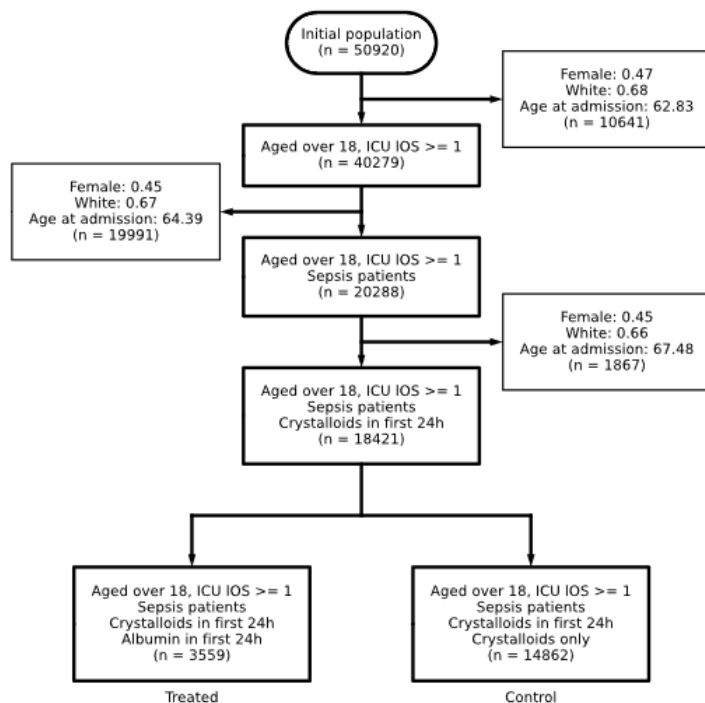 Initial population
(n = 50920)
Female: 0.47
White: 0.68
Age at admission: 62.83
(n = 10641)
Aged over 18, ICU lOS >= 1
(n = 40279)
Female: 0.45
White: 0.67
Age at admission: 64.39
(n = 19991)
Aged over 18, ICU lOS >= 1
Sepsis patients
(n = 20288)
Female: 0.45
White: 0.66
Age at admission: 67.48
(n = 1867)
Aged over 18, ICU lOS >= 1
Sepsis patients
Crystalloids in first 24h
(n = 18421)
Aged over 18, ICU lOS >= 1
Sepsis patients
Crystalloids in first 24h
Albumin in first 24h
(n = 3559)
Treated
Aged over 18, ICU lOS >= 1
Sepsis patients
Crystalloids in first 24h
Crystalloids only
(n = 14862)
Control